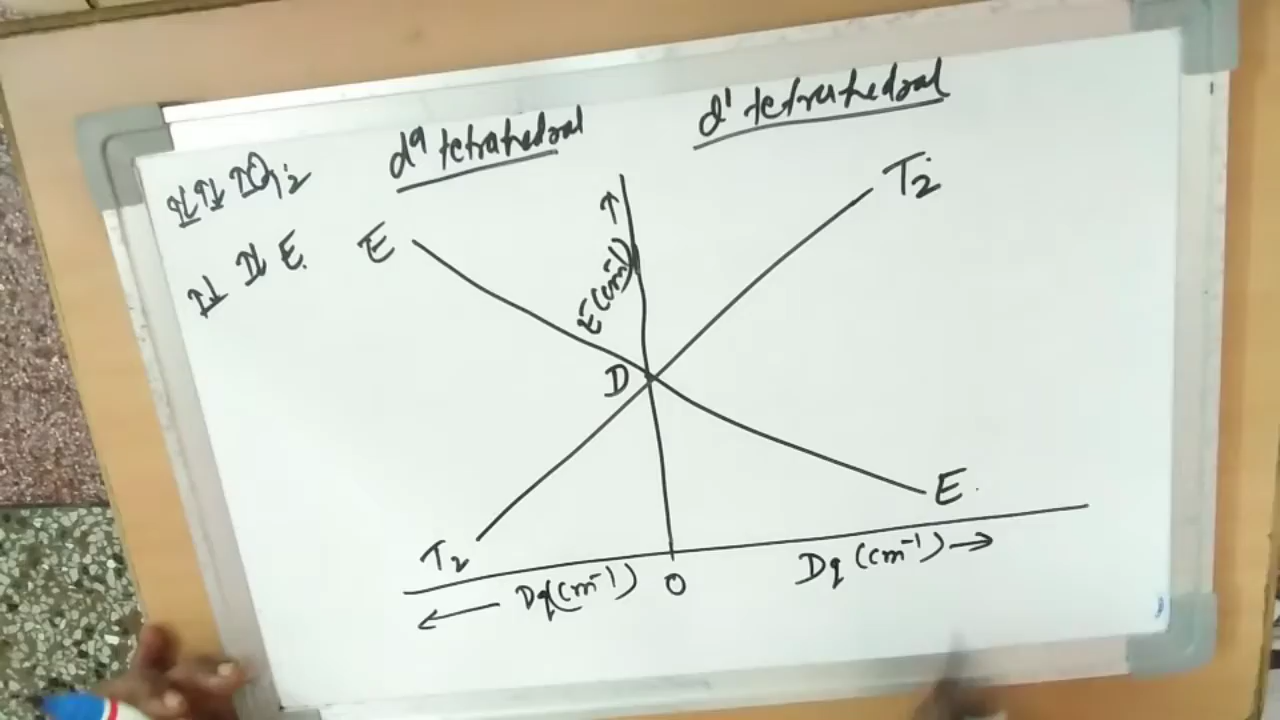 d⁹ tetrahedral
d¹ tetrahedral
E
E.
T₂
E(cm⁻¹) →
D
E
T₂
Dq(cm⁻¹)
←
O
Dq (cm⁻¹) →